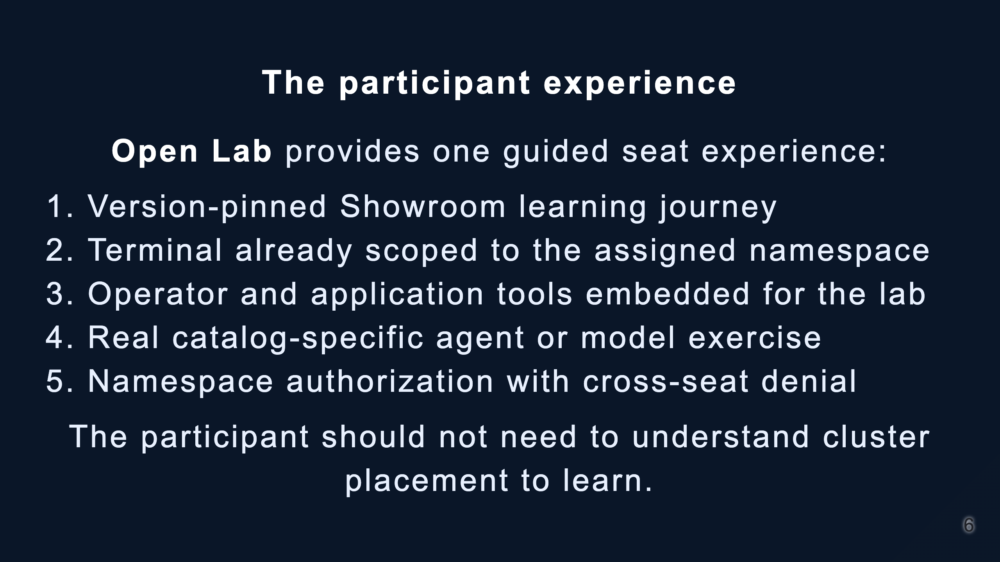 The participant experience
Open Lab provides one guided seat experience:
1. Version-pinned Showroom learning journey
2. Terminal already scoped to the assigned namespace
3. Operator and application tools embedded for the lab
4. Real catalog-specific agent or model exercise
5. Namespace authorization with cross-seat denial
The participant should not need to understand cluster
placement to learn.
6